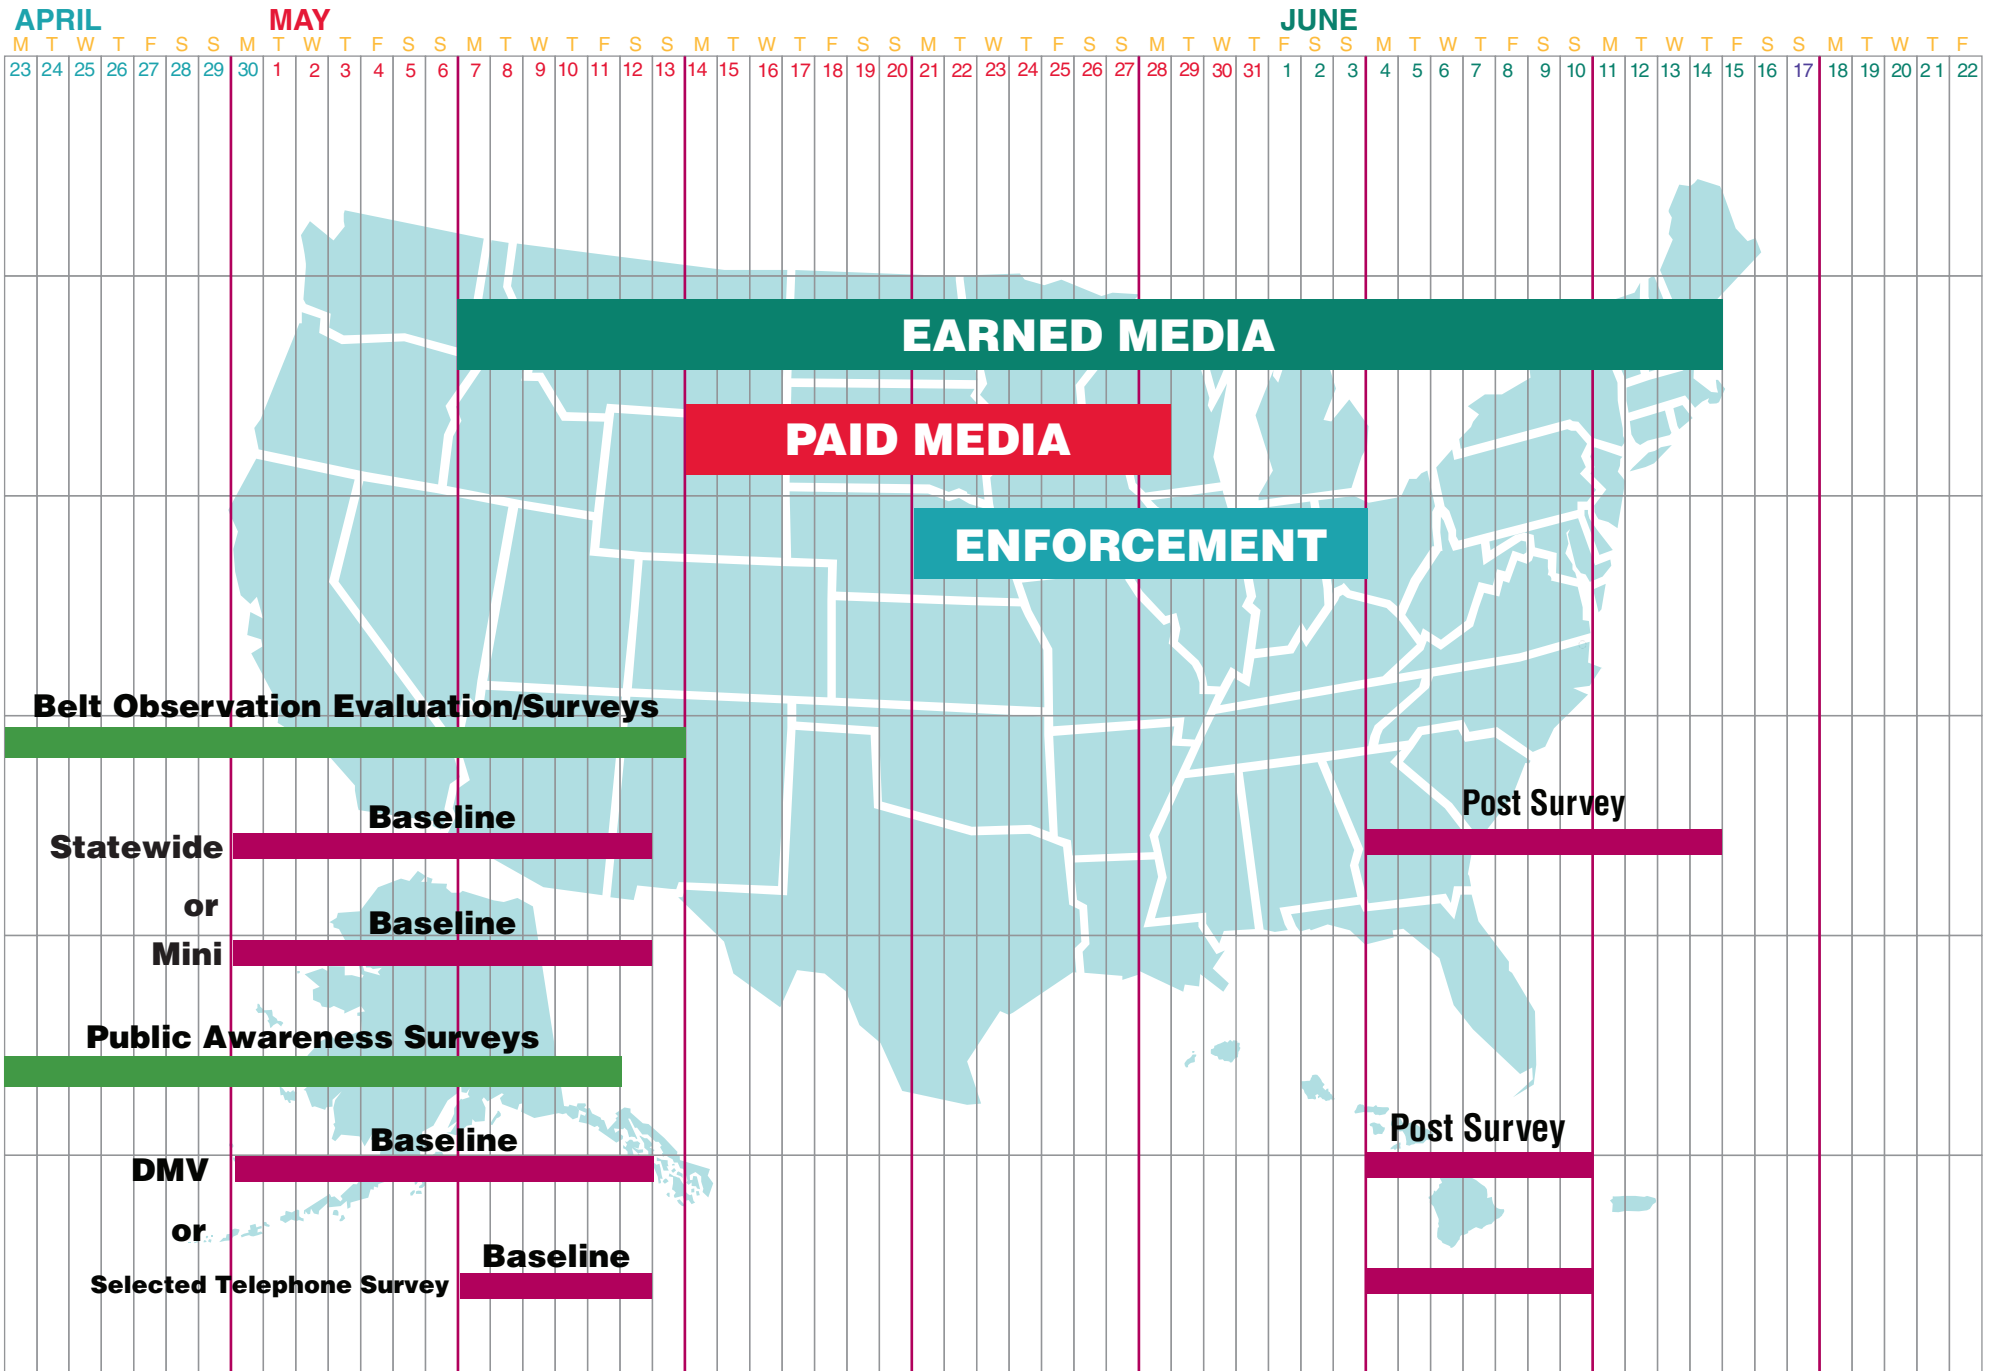 APRIL MAY JUNE
M T W T F S S M T W T F S S M T W T F S S M T W T F S S M T W T F S S M T W T F S S M T W T F S S M T W T F S S M T W T F
23 24 25 26 27 28 29 30 1 2 3 4 5 6 7 8 9 10 11 12 13 14 15 16 17 18 19 20 21 22 23 24 25 26 27 28 29 30 31 1 2 3 4 5 6 7 8 9 10 11 12 13 14 15 16 17 18 19 20 21 22
EARNED MEDIA
PAID MEDIA
ENFORCEMENT
Belt Observation Evaluation/Surveys
Baseline
Post Survey
Statewide
or
Baseline
Mini
Public Awareness Surveys
Baseline
Post Survey
DMV
or
Baseline
Selected Telephone Survey